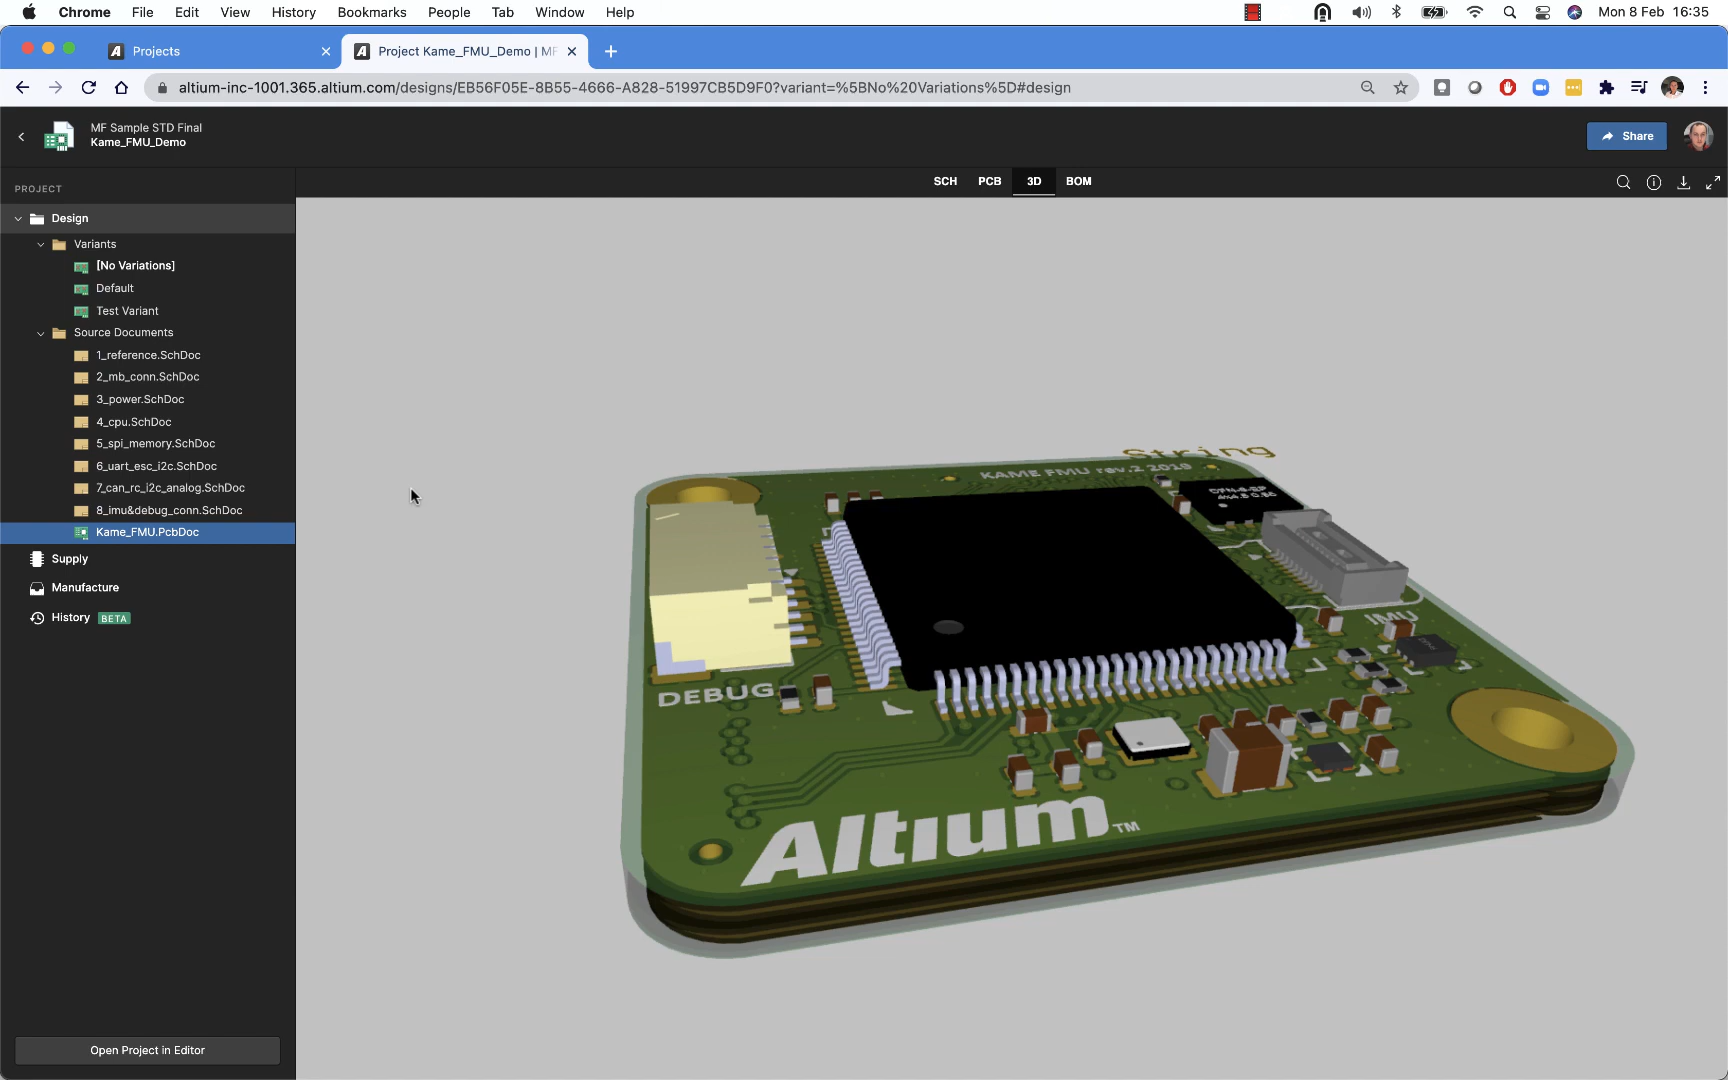 Chrome File Edit View History Bookmarks People Tab Window Help Mon 8 Feb 16:35
Projects
Project Kame_FMU_Demo | MF
altium-inc-1001.365.altium.com/designs/EB56F05E-8B55-4666-A828-51997CB5D9F0?variant=%5BNo%20Variations%5D#design
MF Sample STD Final
Kame_FMU_Demo
Share
PROJECT
SCH PCB 3D BOM
Design
Variants
[No Variations]
Default
Test Variant
Source Documents
1_reference.SchDoc
2_mb_conn.SchDoc
3_power.SchDoc
4_cpu.SchDoc
5_spi_memory.SchDoc
6_uart_esc_i2c.SchDoc
7_can_rc_i2c_analog.SchDoc
8_imu&debug_conn.SchDoc
Kame_FMU.PcbDoc
Supply
Manufacture
History BETA
Open Project in Editor
String
KAME FMU rev.2 2019
IMU
DEBUG
Altium™